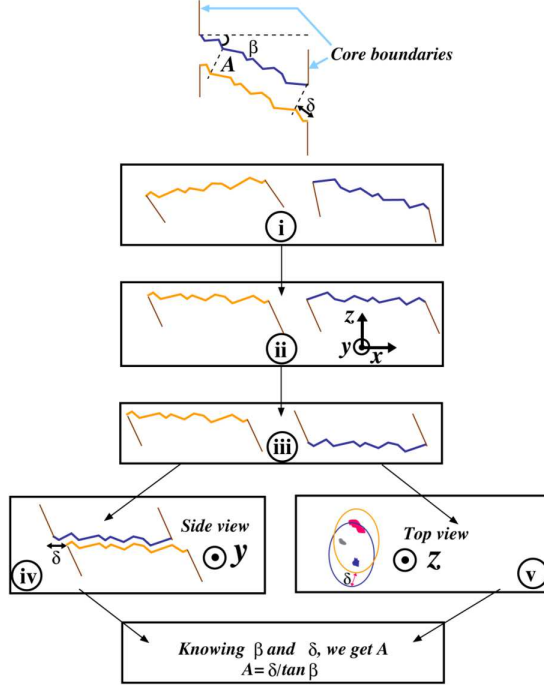 β
Core boundaries
A
δ
i
ii
z
y
x
iii
iv
δ
Side view
y
Top view
z
δ
v
Knowing β and δ, we get A
A= δ/tan β